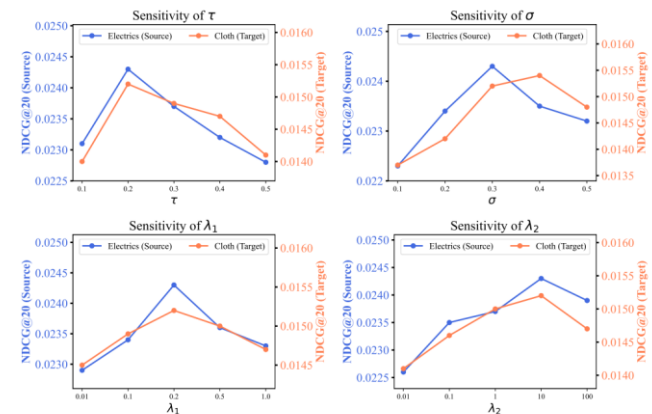 Sensitivity of τ
Electrics (Source)
Cloth (Target)
NDCG@20 (Source)
0.0250
0.0245
0.0240
0.0235
0.0230
0.0225
NDCG@20 (Target)
0.0160
0.0155
0.0150
0.0145
0.0140
0.1 0.2 0.3 0.4 0.5
τ
Sensitivity of σ
Electrics (Source)
Cloth (Target)
NDCG@20 (Source)
0.025
0.024
0.023
0.022
NDCG@20 (Target)
0.0160
0.0155
0.0150
0.0145
0.0140
0.0135
0.1 0.2 0.3 0.4 0.5
σ
Sensitivity of λ₁
Electrics (Source)
Cloth (Target)
NDCG@20 (Source)
0.0250
0.0245
0.0240
0.0235
0.0230
NDCG@20 (Target)
0.0160
0.0155
0.0150
0.0145
0.01 0.1 0.2 0.5 1.0
λ₁
Sensitivity of λ₂
Electrics (Source)
Cloth (Target)
NDCG@20 (Source)
0.0250
0.0245
0.0240
0.0235
0.0230
0.0225
NDCG@20 (Target)
0.0160
0.0155
0.0150
0.0145
0.0140
0.01 0.1 1 10 100
λ₂